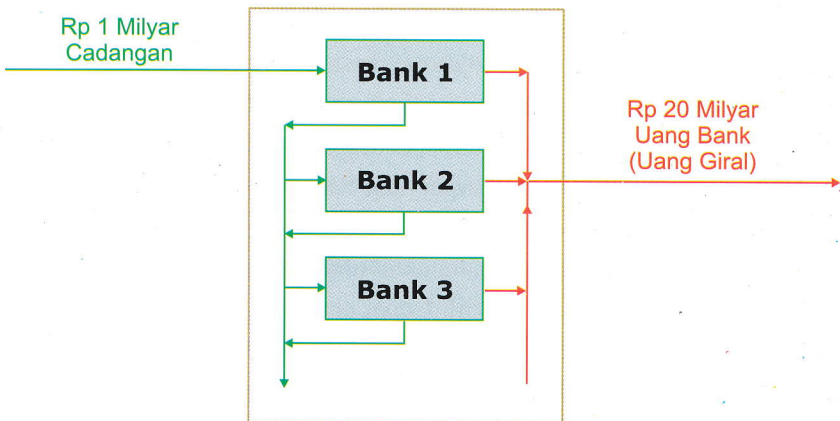 Rp 1 Milyar
Cadangan
Bank 1
Rp 20 Milyar
Uang Bank
(Uang Giral)
Bank 2
Bank 3